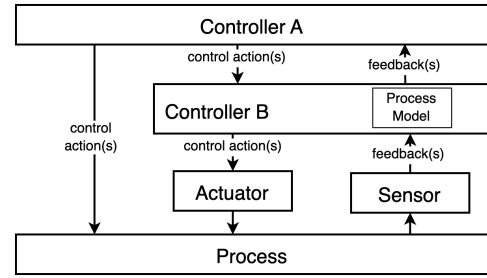 Controller A
control action(s)
feedback(s)
Process
Model
Controller B
control
action(s)
control action(s)
feedback(s)
Actuator
Sensor
Process